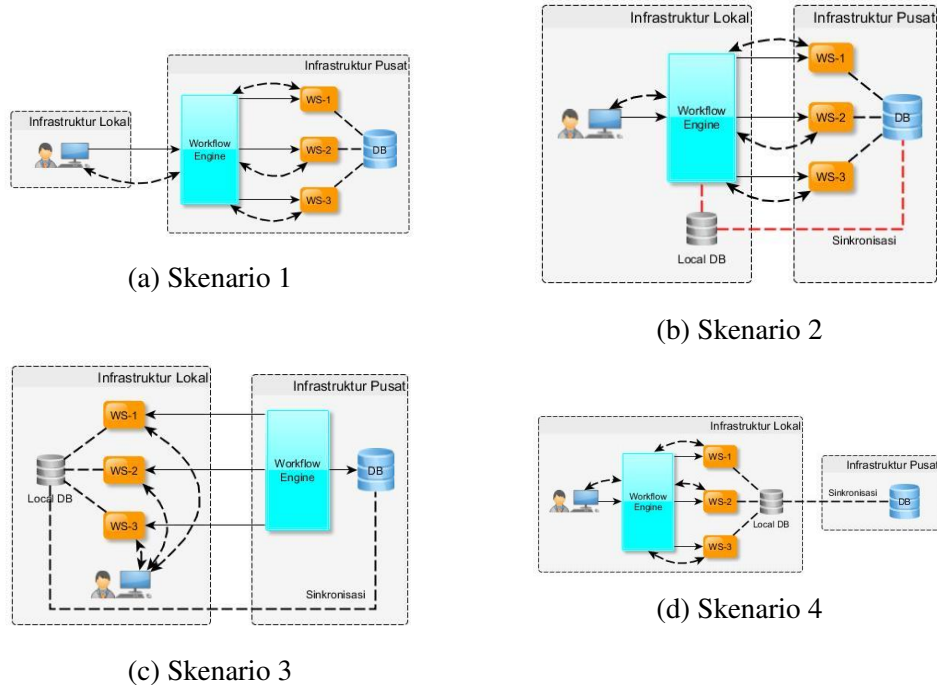 Infrastruktur Pusat
Infrastruktur Lokal
Workflow
Engine
WS-1
WS-2
WS-3
DB
(a) Skenario 1
Infrastruktur Lokal
Infrastruktur Pusat
Workflow
Engine
WS-1
WS-2
WS-3
DB
Local DB
Sinkronisasi
(b) Skenario 2
Infrastruktur Lokal
Infrastruktur Pusat
WS-1
WS-2
WS-3
Local DB
Workflow
Engine
DB
Sinkronisasi
(c) Skenario 3
Infrastruktur Lokal
Infrastruktur Pusat
Workflow
Engine
WS-1
WS-2
WS-3
Local DB
Sinkronisasi
DB
(d) Skenario 4